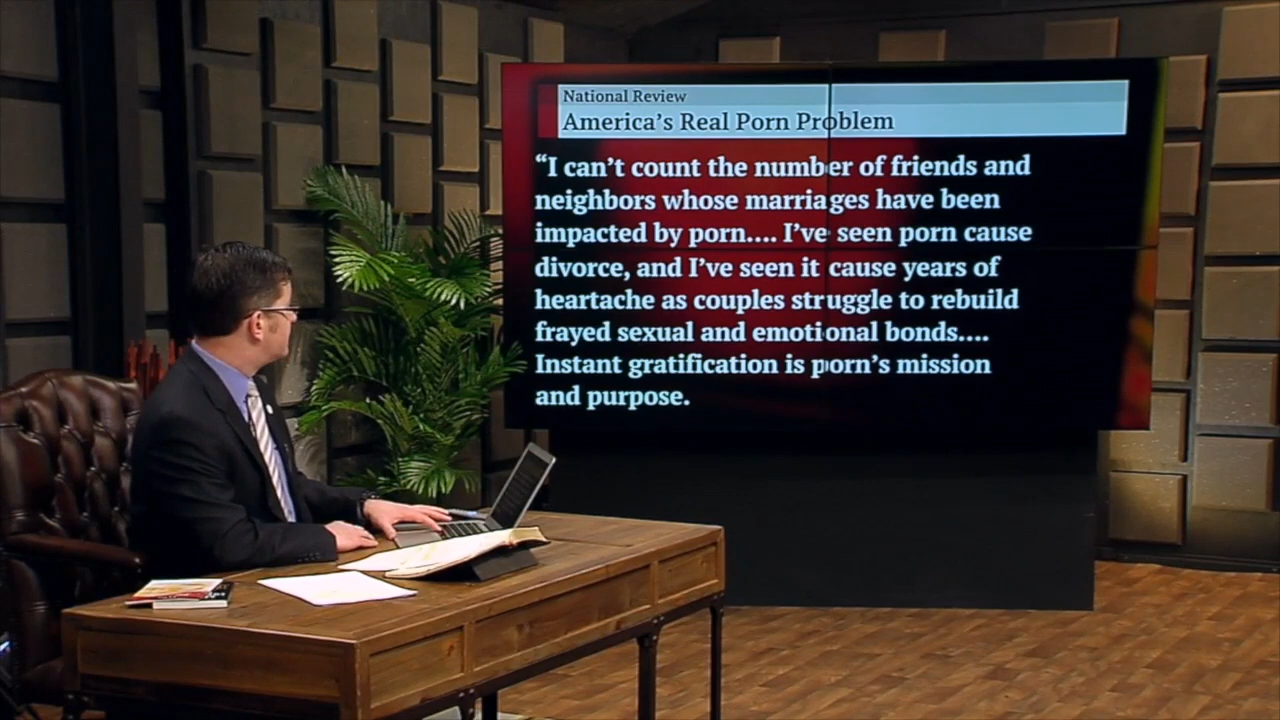 National Review
America's Real Porn Problem
“I can't count the number of friends and
neighbors whose marriages have been
impacted by porn.... I've seen porn cause
divorce, and I've seen it cause years of
heartache as couples struggle to rebuild
frayed sexual and emotional bonds....
Instant gratification is porn's mission
and purpose.